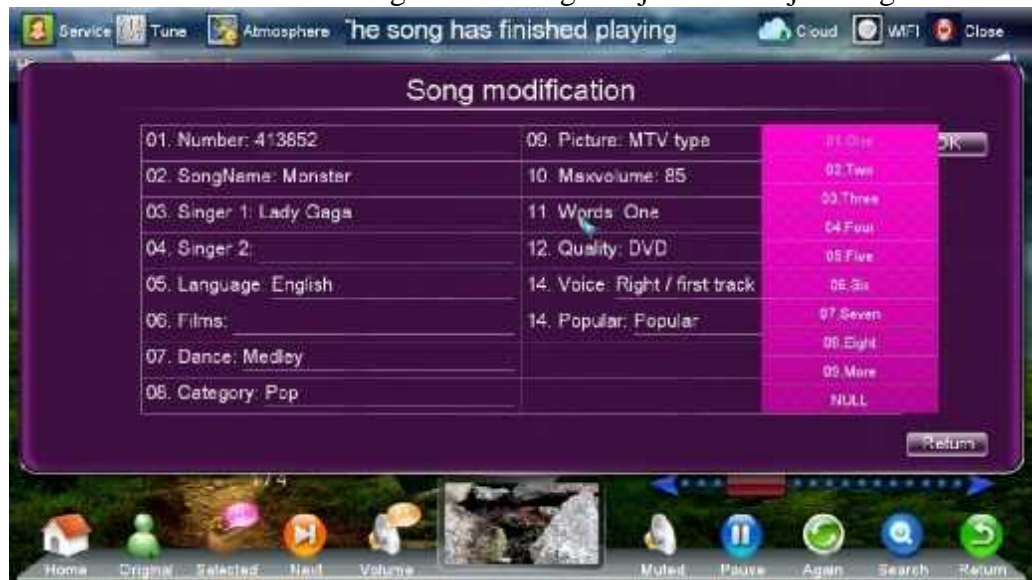 Service Tune Atmosphere he song has finished playing Cloud WIFI Close
Song modification
01. Number: 413852
02. SongName: Monster
03. Singer 1: Lady Gaga
04. Singer 2:
05. Language: English
06. Films:
07. Dance: Medley
08. Category: Pop
09. Picture: MTV type
10. Maxvolume: 85
11 Words One
12. Quality: DVD
14. Voice: Right / first track
14. Popular: Popular
01.One
02.Two
03.Three
04.Four
05.Five
06.Six
07.Seven
08.Eight
09.More
NULL
OK
Return
1 / 4
Home Original Selected Next Volume Muted Pause Again Search Return